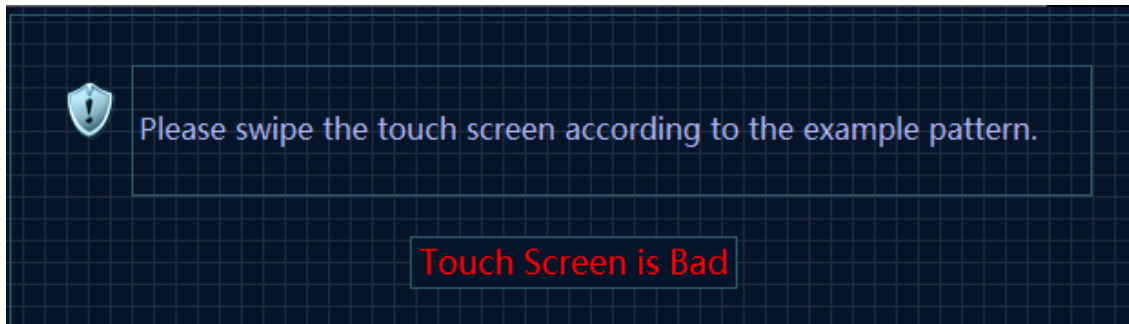 Please swipe the touch screen according to the example pattern.
Touch Screen is Bad